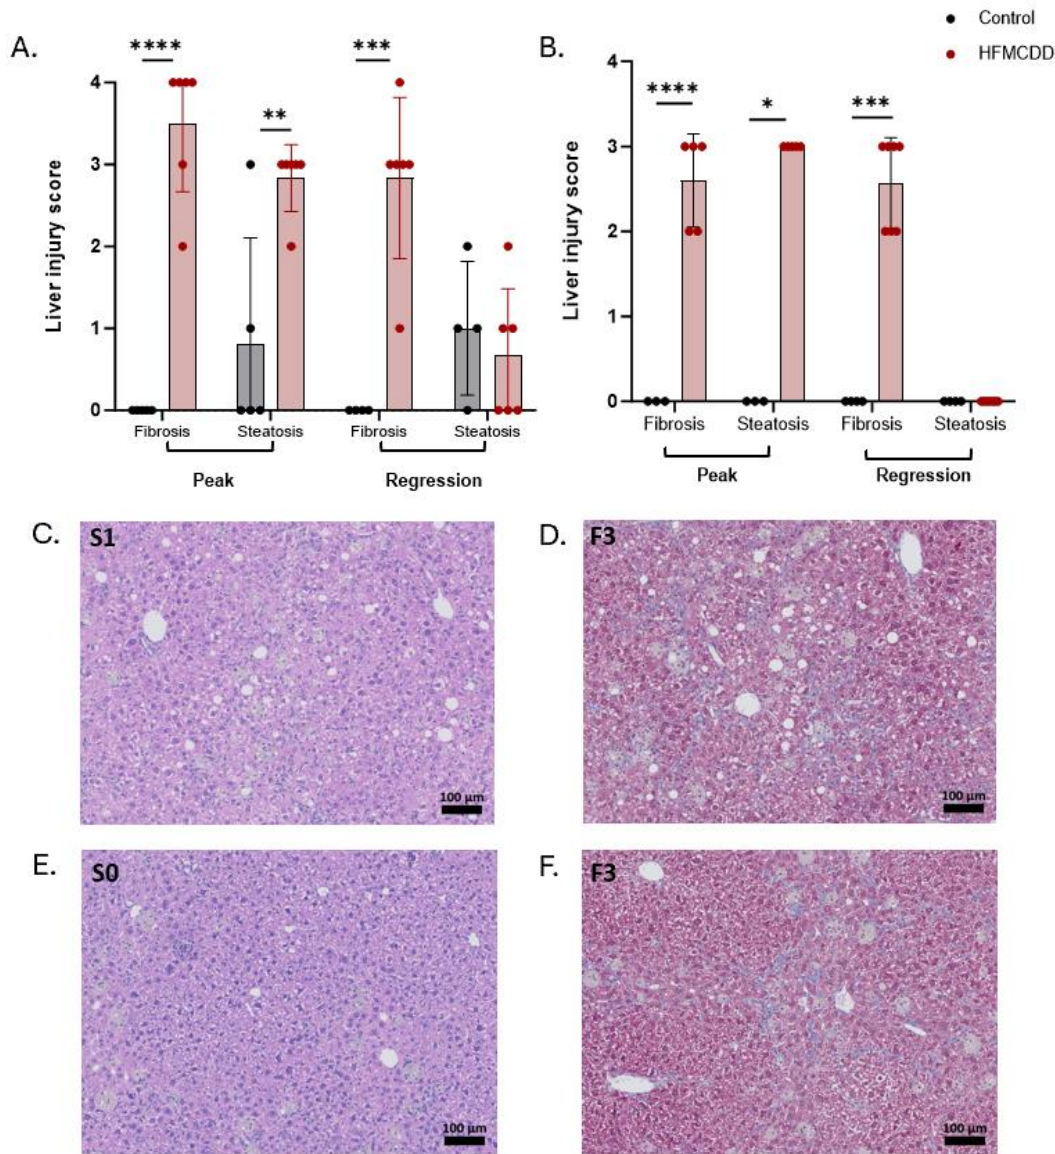 Control
HFMCDD
A.
****
***
**
4
3
2
1
0
Liver injury score
Fibrosis Steatosis Fibrosis Steatosis
Peak Regression
B.
****
*
***
4
3
2
1
0
Liver injury score
Fibrosis Steatosis Fibrosis Steatosis
Peak Regression
C.
S1
100 µm
D.
F3
100 µm
E.
S0
100 µm
F.
F3
100 µm